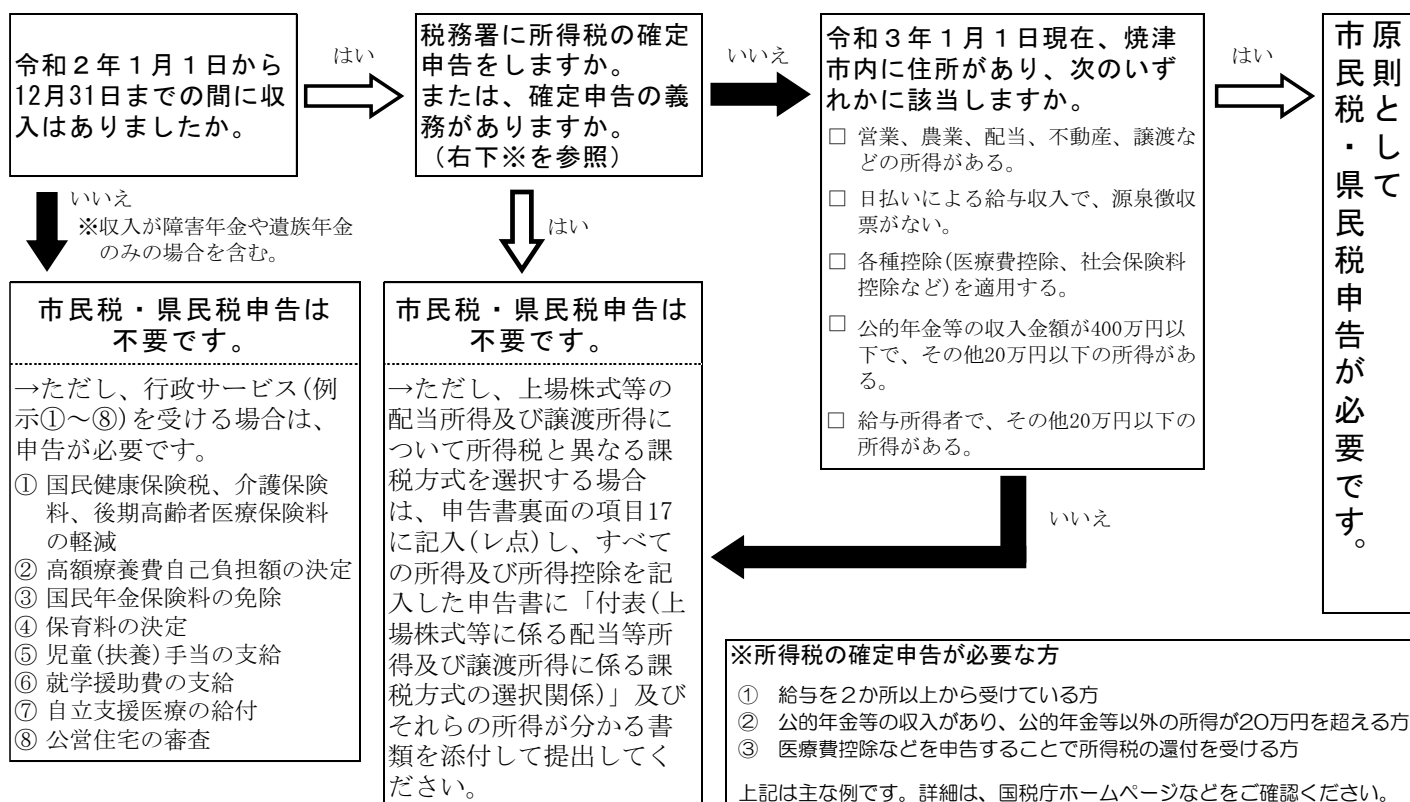 令和２年１月１日から
12月31日までの間に収
入はありましたか。
はい
税務署に所得税の確定
申告をしますか。
または、確定申告の義
務がありますか。
（右下※を参照）
いいえ
令和３年１月１日現在、焼津
市内に住所があり、次のいず
れかに該当しますか。
□ 営業、農業、配当、不動産、譲渡な
どの所得がある。
□ 日払いによる給与収入で、源泉徴収
票がない。
□ 各種控除(医療費控除、社会保険料
控除など)を適用する。
□ 公的年金等の収入金額が400万円以
下で、その他20万円以下の所得があ
る。
□ 給与所得者で、その他20万円以下の
所得がある。
はい
原則として
市民税・県民税申告が必要です。
いいえ
※収入が障害年金や遺族年金
のみの場合を含む。
はい
市民税・県民税申告は
不要です。
→ただし、行政サービス(例
示①～⑧)を受ける場合は、
申告が必要です。
① 国民健康保険税、介護保険
料、後期高齢者医療保険料
の軽減
② 高額療養費自己負担額の決定
③ 国民年金保険料の免除
④ 保育料の決定
⑤ 児童(扶養)手当の支給
⑥ 就学援助費の支給
⑦ 自立支援医療の給付
⑧ 公営住宅の審査
市民税・県民税申告は
不要です。
→ただし、上場株式等の
配当所得及び譲渡所得に
ついて所得税と異なる課
税方式を選択する場合
は、申告書裏面の項目17
に記入(レ点)し、すべて
の所得及び所得控除を記
入した申告書に「付表(上
場株式等に係る配当等所
得及び譲渡所得に係る課
税方式の選択関係)」及び
それらの所得が分かる書
類を添付して提出してく
ださい。
いいえ
※所得税の確定申告が必要な方
① 給与を２か所以上から受けている方
② 公的年金等の収入があり、公的年金等以外の所得が20万円を超える方
③ 医療費控除などを申告することで所得税の還付を受ける方
上記は主な例です。詳細は、国税庁ホームページなどをご確認ください。